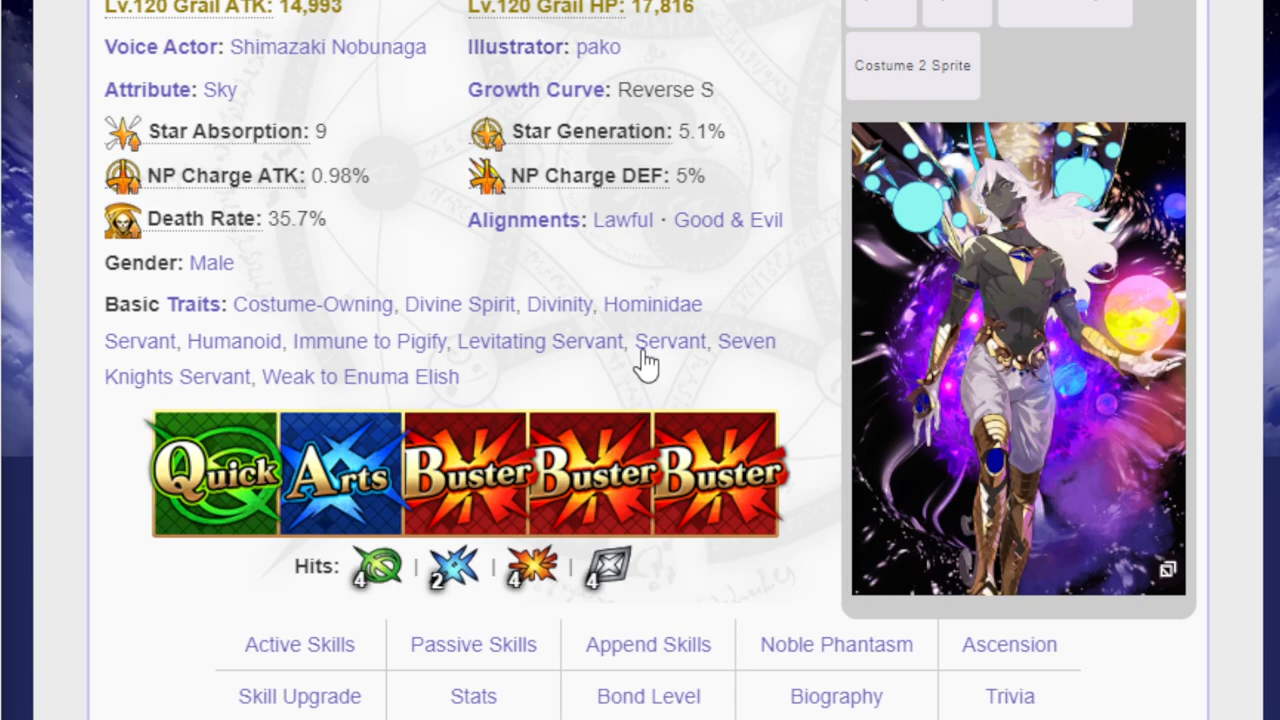 Lv.120 Grail ATK: 14,993
Lv.120 Grail HP: 17,816
Voice Actor: Shimazaki Nobunaga
Illustrator: pako
Attribute: Sky
Growth Curve: Reverse S
Star Absorption: 9
Star Generation: 5.1%
NP Charge ATK: 0.98%
NP Charge DEF: 5%
Death Rate: 35.7%
Alignments: Lawful · Good & Evil
Gender: Male
Basic Traits: Costume-Owning, Divine Spirit, Divinity, Hominidae
Servant, Humanoid, Immune to Pigify, Levitating Servant, Servant, Seven
Knights Servant, Weak to Enuma Elish
Quick Arts Buster Buster Buster
Hits: 4 | 2 | 4 | 4
Costume 2 Sprite
Active Skills
Passive Skills
Append Skills
Noble Phantasm
Ascension
Skill Upgrade
Stats
Bond Level
Biography
Trivia